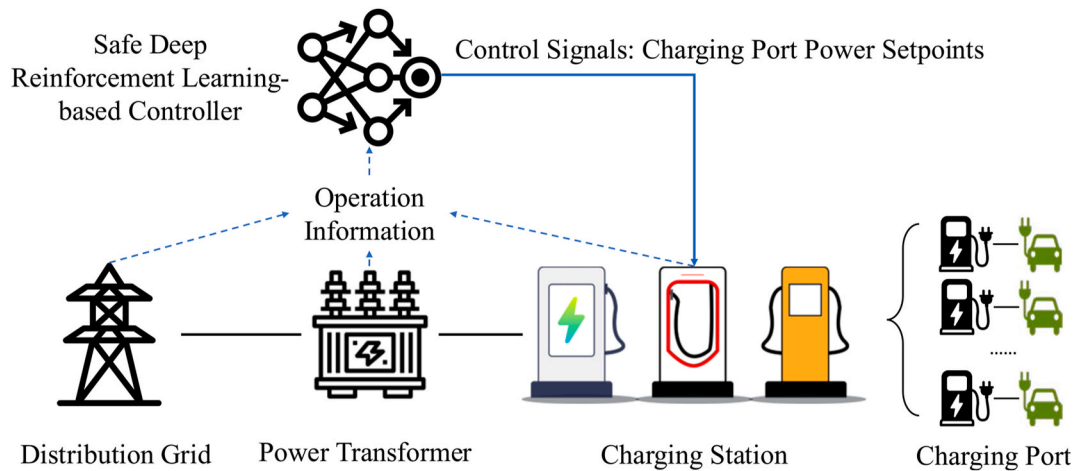 Safe Deep
Reinforcement Learning-
based Controller
Control Signals: Charging Port Power Setpoints
Operation
Information
......
Distribution Grid
Power Transformer
Charging Station
Charging Port